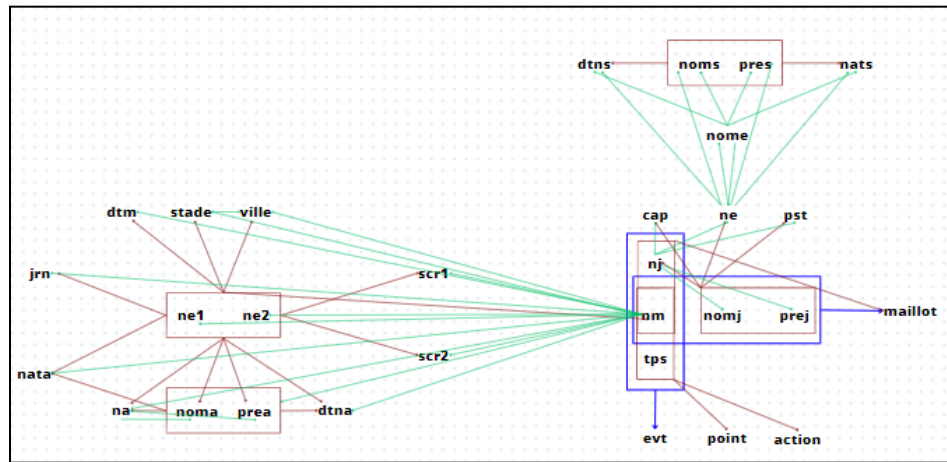 dtns noms pres nats
nome
dtm stade ville cap ne pst
jrn scr1 nj
ne1 ne2 nm nomj prej maillot
scr2 tps
nata
na noma prea dtna
evt point action